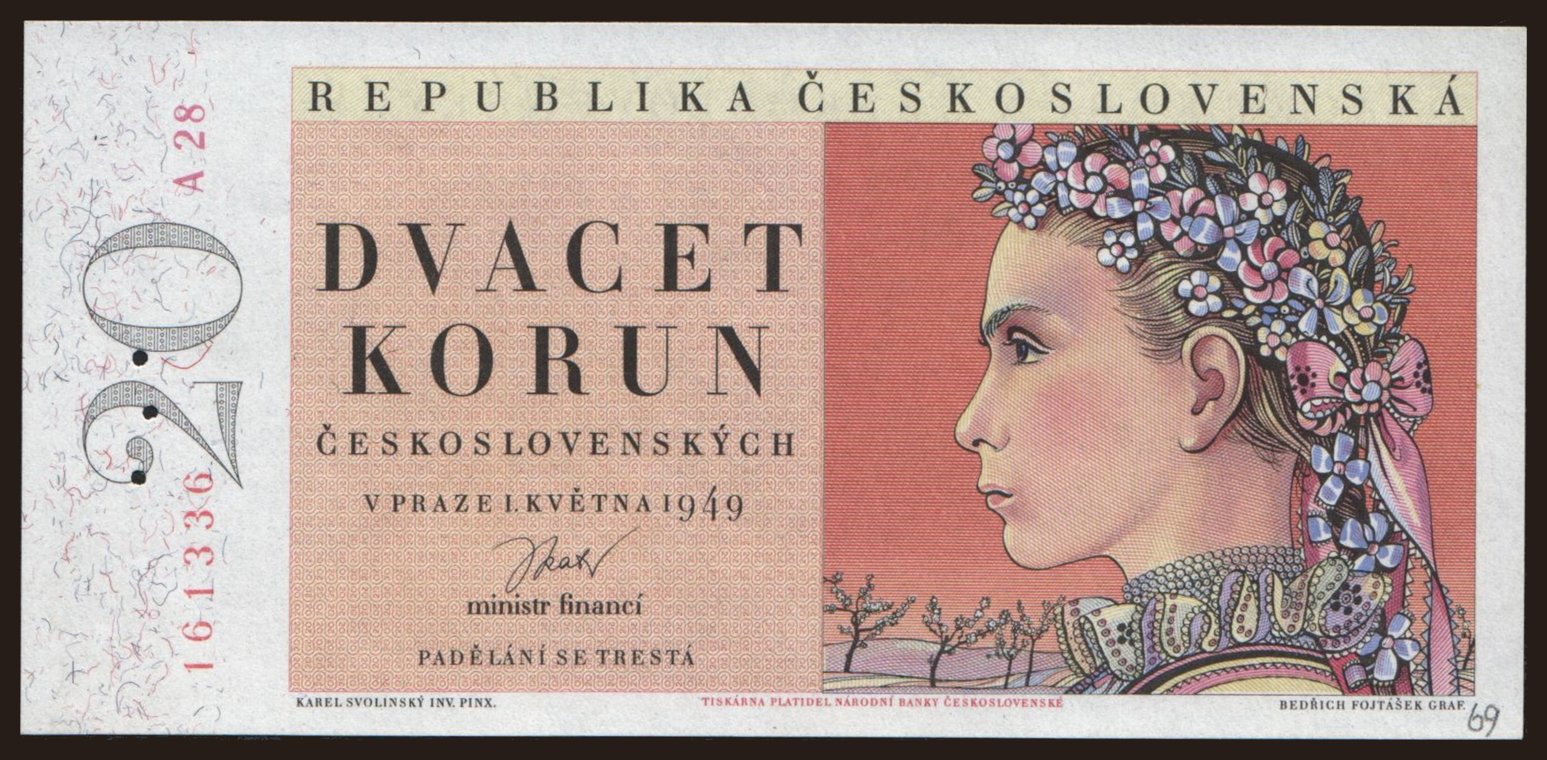 REPUBLIKA ČESKOSLOVENSKÁ
A 28
20
161336
DVACET
KORUN
ČESKOSLOVENSKÝCH
V PRAZE 1. KVĚTNA 1949
ministr financí
PADĚLÁNÍ SE TRESTÁ
KAREL SVOLINSKÝ INV. PINX.
TISKÁRNA PLATIDEL NÁRODNÍ BANKY ČESKOSLOVENSKÉ
BEDŘICH FOJTÁŠEK GRAF.
69